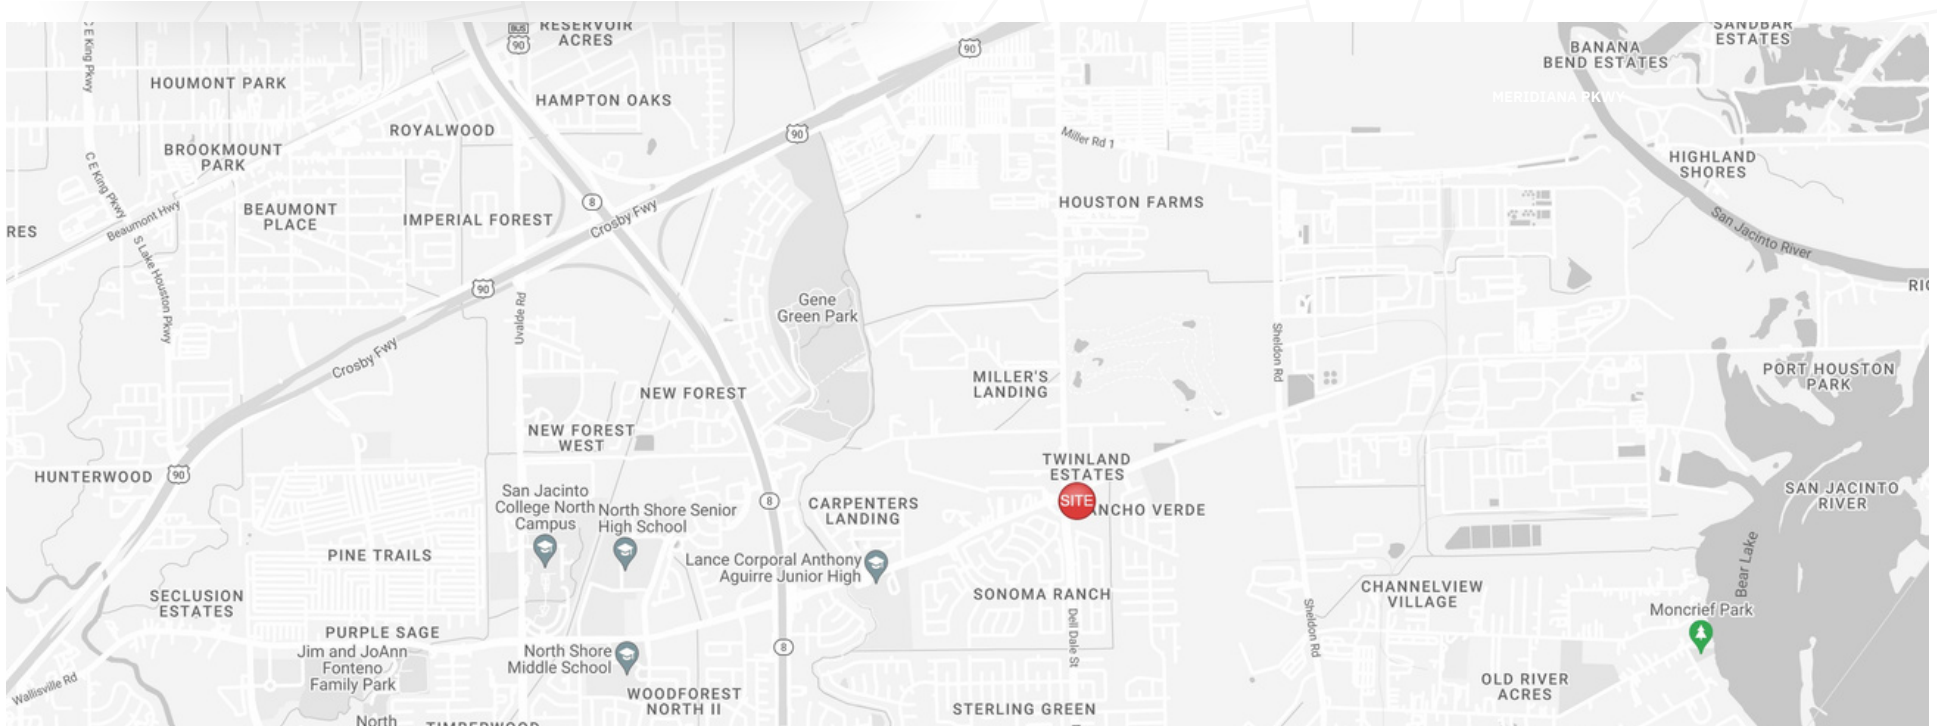 RESERVOIR
ACRES
BUS
90
90
SANDBAR
ESTATES
BANANA
BEND ESTATES
C E King Pkwy
HOUMONT PARK
HAMPTON OAKS
MERIDIANA PKWY
ROYALWOOD
90
Miller Rd 1
BROOKMOUNT
PARK
HIGHLAND
SHORES
C E King Pkwy
Beaumont Hwy
BEAUMONT
PLACE
IMPERIAL FOREST
8
Crosby Fwy
HOUSTON FARMS
San Jacinto River
RES
S Lake Houston Pkwy
90
Uvalde Rd
Gene
Green Park
RIC
Crosby Fwy
Sheldon Rd
NEW FOREST
MILLER'S
LANDING
PORT HOUSTON
PARK
NEW FOREST
WEST
HUNTERWOOD
90
TWINLAND
ESTATES
SITE
ANCHO VERDE
San Jacinto
College North
Campus
North Shore Senior
High School
8
CARPENTERS
LANDING
SAN JACINTO
RIVER
PINE TRAILS
Lance Corporal Anthony
Aguirre Junior High
Bear Lake
SECLUSION
ESTATES
SONOMA RANCH
CHANNELVIEW
VILLAGE
Moncrief Park
PURPLE SAGE
Jim and JoAnn
Fonteno
Family Park
Dell Dale St
Sheldon Rd
North Shore
Middle School
8
Wallisville Rd
WOODFOREST
NORTH II
STERLING GREEN
OLD RIVER
ACRES
North
TIMBERWOOD